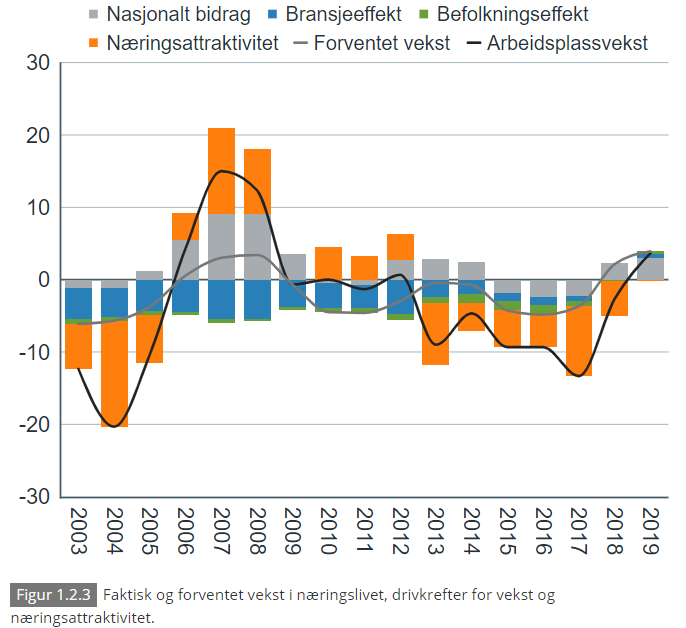 Nasjonalt bidrag Bransjeeffekt Befolkningseffekt
Næringsattraktivitet Forventet vekst Arbeidsplassvekst
30
20
10
0
-10
-20
-30
2003 2004 2005 2006 2007 2008 2009 2010 2011 2012 2013 2014 2015 2016 2017 2018 2019
Figur 1.2.3 Faktisk og forventet vekst i næringslivet, drivkrefter for vekst og
næringsattraktivitet.